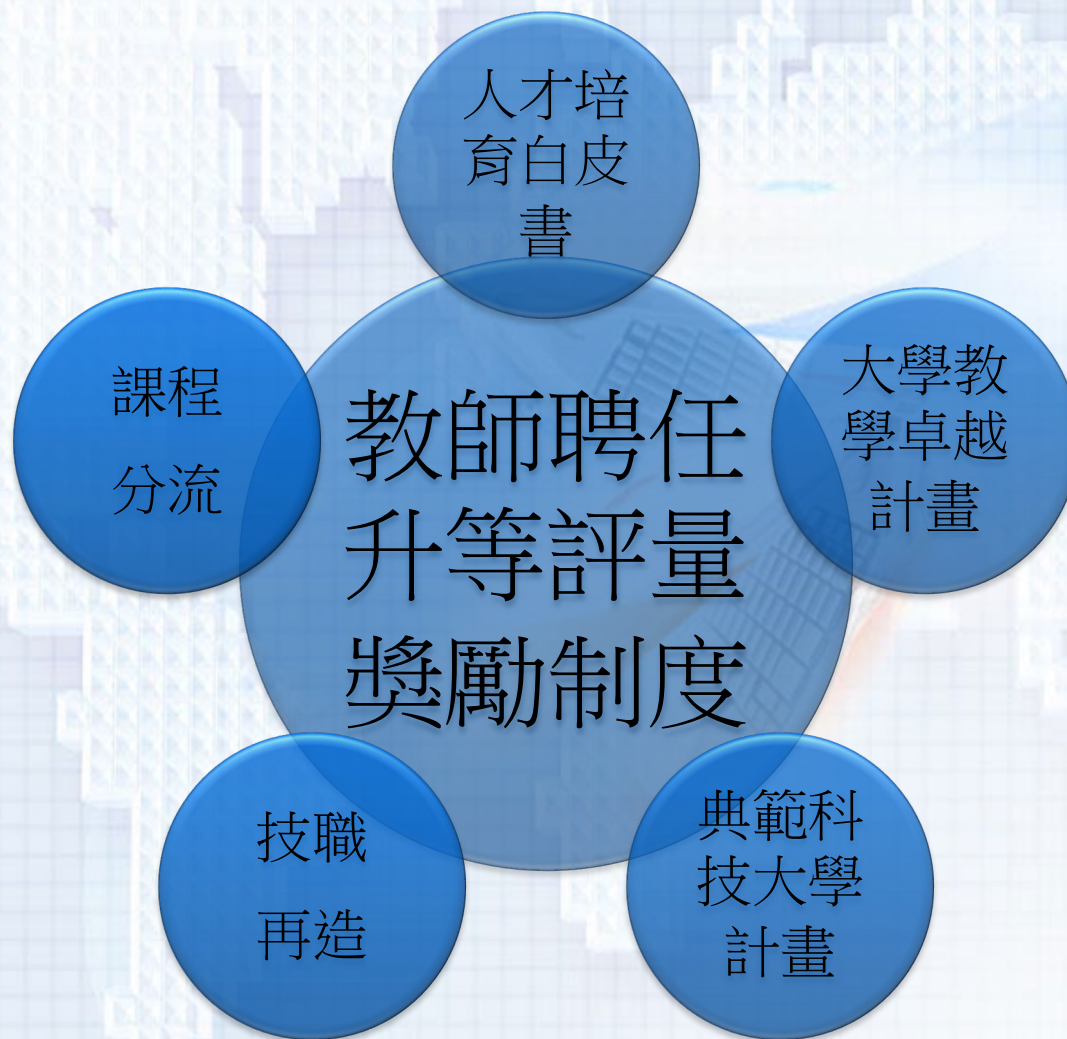 人才培
育白皮
書
課程
分流
大學教
學卓越
計畫
教師聘任
升等評量
獎勵制度
技職
再造
典範科
技大學
計畫